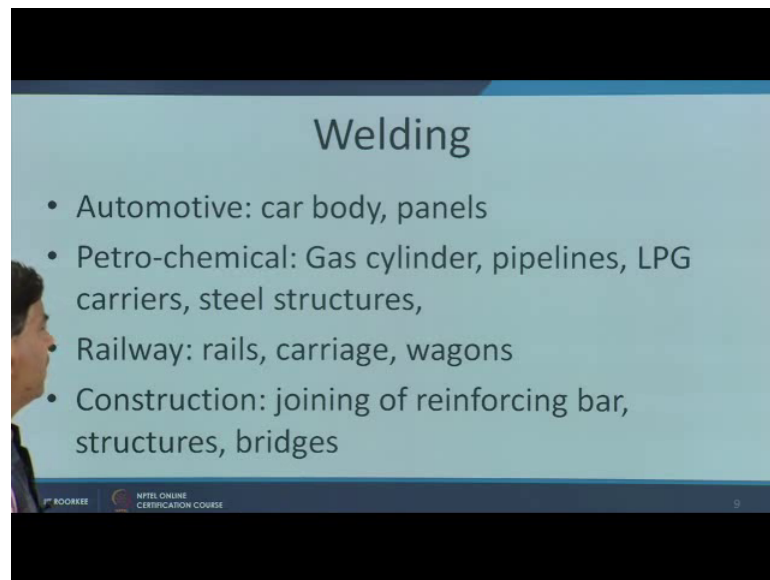 Welding
• Automotive: car body, panels
• Petro-chemical: Gas cylinder, pipelines, LPG
carriers, steel structures,
• Railway: rails, carriage, wagons
• Construction: joining of reinforcing bar,
structures, bridges
ROORKEE
NPTEL ONLINE
CERTIFICATION COURSE
9